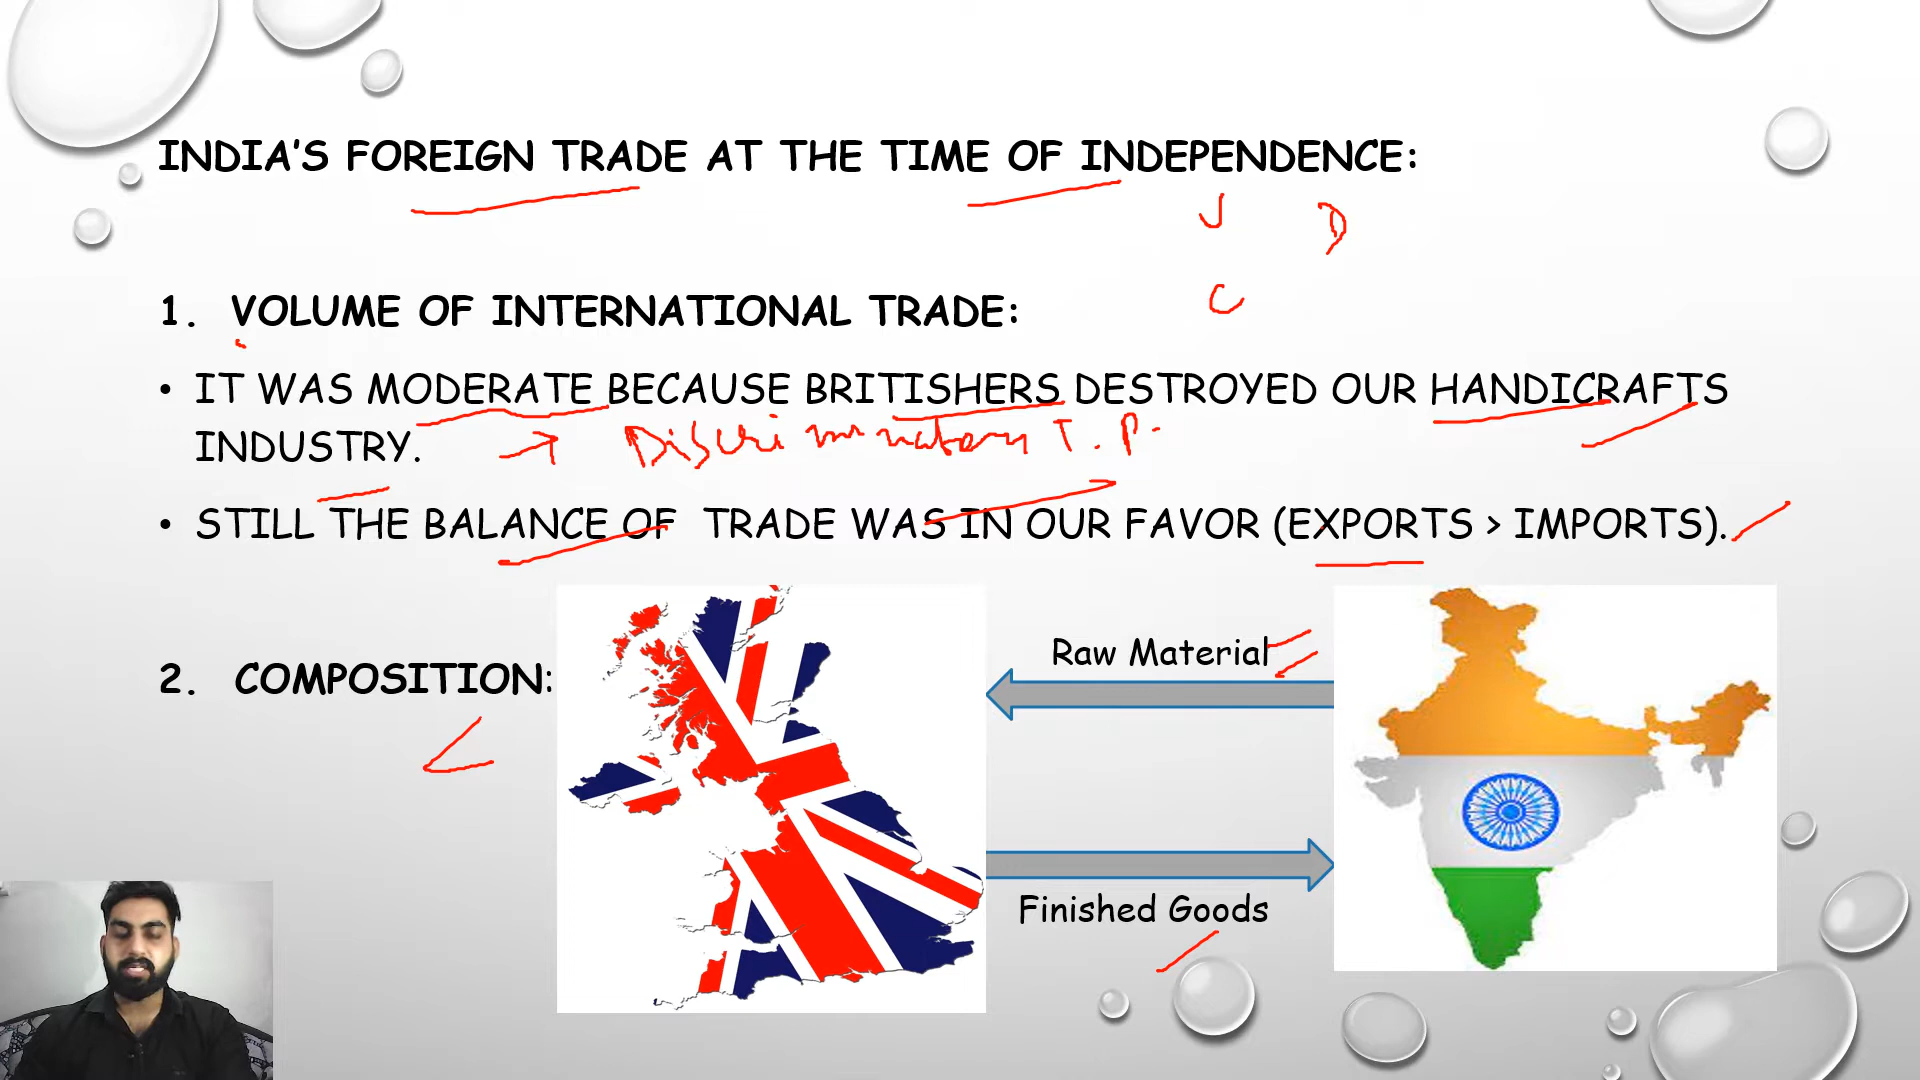 INDIA'S FOREIGN TRADE AT THE TIME OF INDEPENDENCE:
D
C
1. VOLUME OF INTERNATIONAL TRADE:
• IT WAS MODERATE BECAUSE BRITISHERS DESTROYED OUR HANDICRAFTS
INDUSTRY.
T.P.
• STILL THE BALANCE OF TRADE WAS IN OUR FAVOR (EXPORTS > IMPORTS).
2. COMPOSITION:
Raw Material
Finished Goods